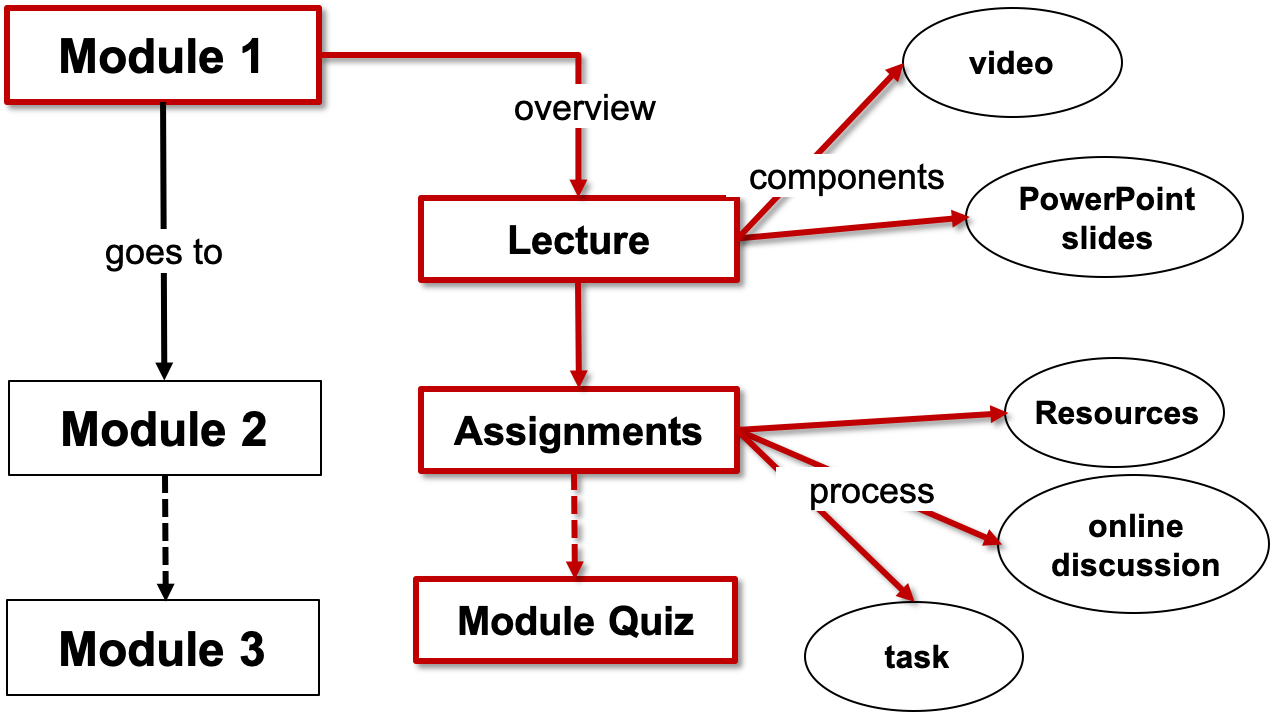 Module 1
overview
video
components
PowerPoint
slides
Lecture
goes to
Module 2
Assignments
Resources
process
online
discussion
Module 3
Module Quiz
task